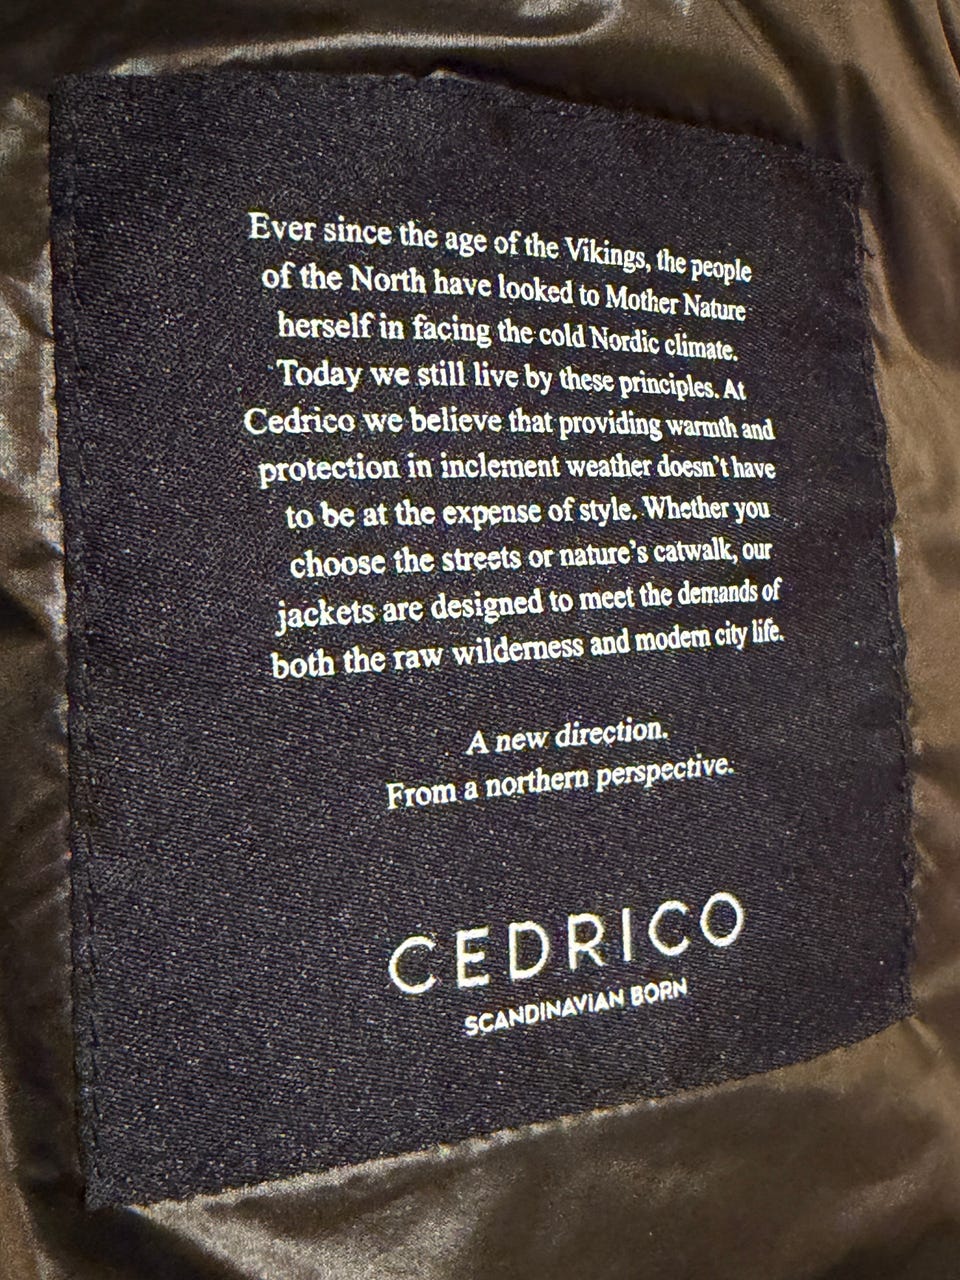 Ever since the age of the Vikings, the people
of the North have looked to Mother Nature
herself in facing the cold Nordic climate.
Today we still live by these principles. At
Cedrico we believe that providing warmth and
protection in inclement weather doesn't have
to be at the expense of style. Whether you
choose the streets or nature's catwalk, our
jackets are designed to meet the demands of
both the raw wilderness and modern city life.
A new direction.
From a northern perspective.
CEDRICO
SCANDINAVIAN BORN